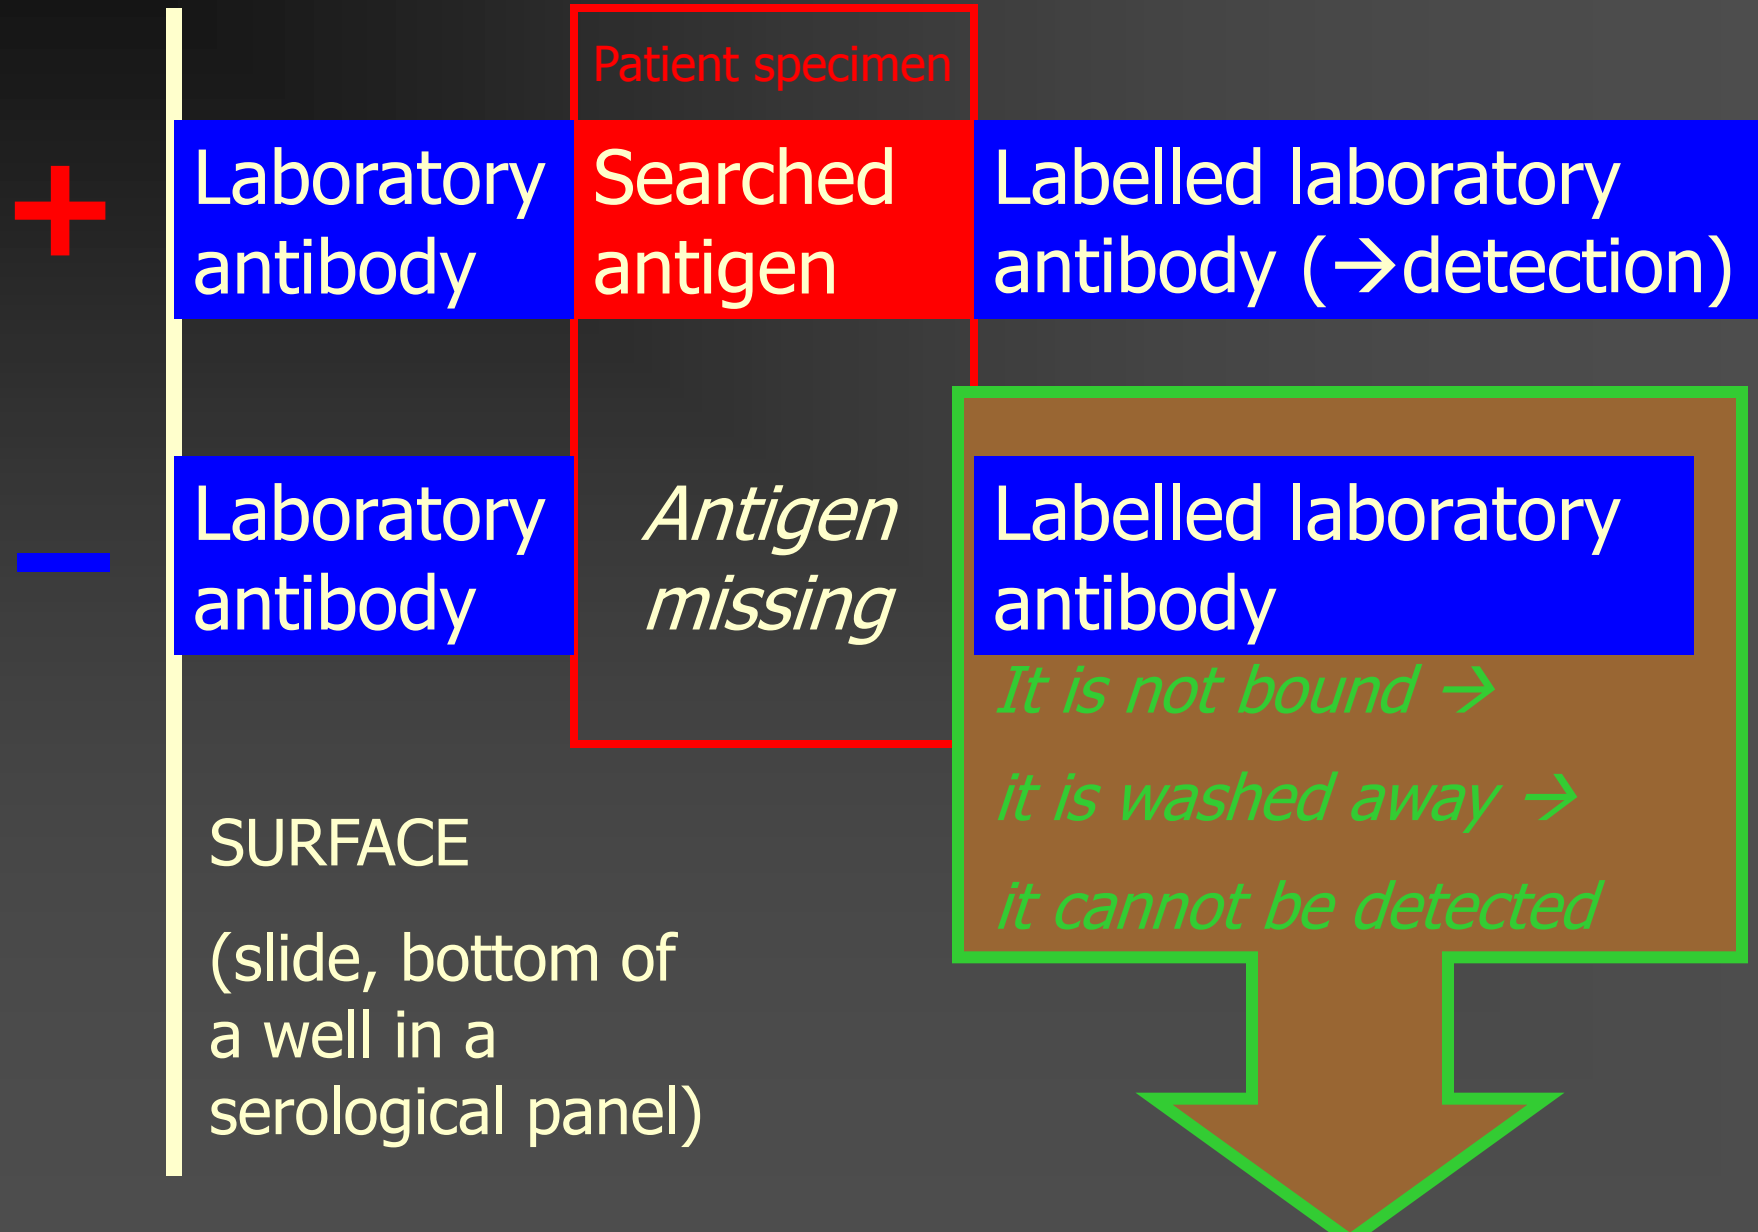 Patient specimen
+
Laboratory
antibody
Searched
antigen
Labelled laboratory
antibody (→detection)
–
Laboratory
antibody
Antigen
missing
Labelled laboratory
antibody
It is not bound →
it is washed away →
it cannot be detected
SURFACE
(slide, bottom of
a well in a
serological panel)